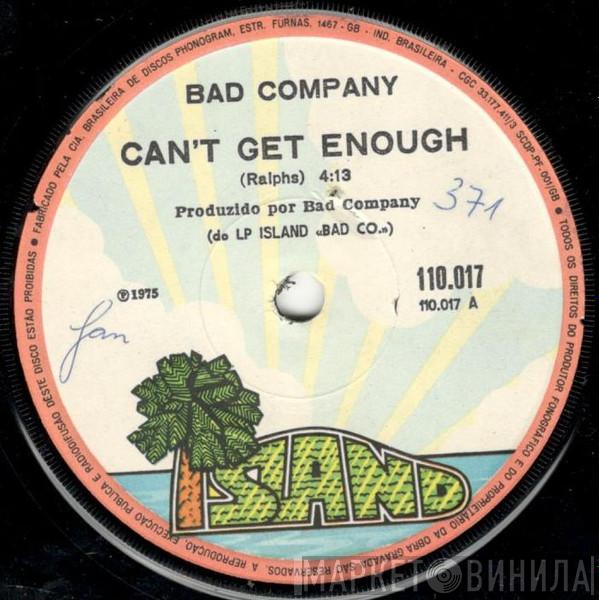 FABRICADO PELA CIA. BRASILEIRA DE DISCOS PHONOGRAM, ESTR. FURNAS, 1467 - GB - IND. BRASILEIRA - CGC 33.177.411/3 SCDP-PF 001/GB • TODOS OS DIREITOS DO PRODUTOR FONOGRÁFICO E DO PROPRIETÁRIO DA OBRA GRAVADA SÃO RESERVADOS. A REPRODUÇÃO, EXECUÇÃO PÚBLICA E RADIODIFUSÃO DESTE DISCO ESTÃO PROIBIDAS •
BAD COMPANY
CAN'T GET ENOUGH
(Ralphs) 4:13
Produzido por Bad Company
371
(do LP ISLAND «BAD CO.»)
110.017
110.017 A
℗ 1975
Jan
ISLAND
МАРКЕТ ВИНИЛА